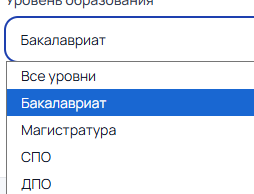 Уровень образования
Бакалавриат
Все уровни
Бакалавриат
Магистратура
СПО
ДПО